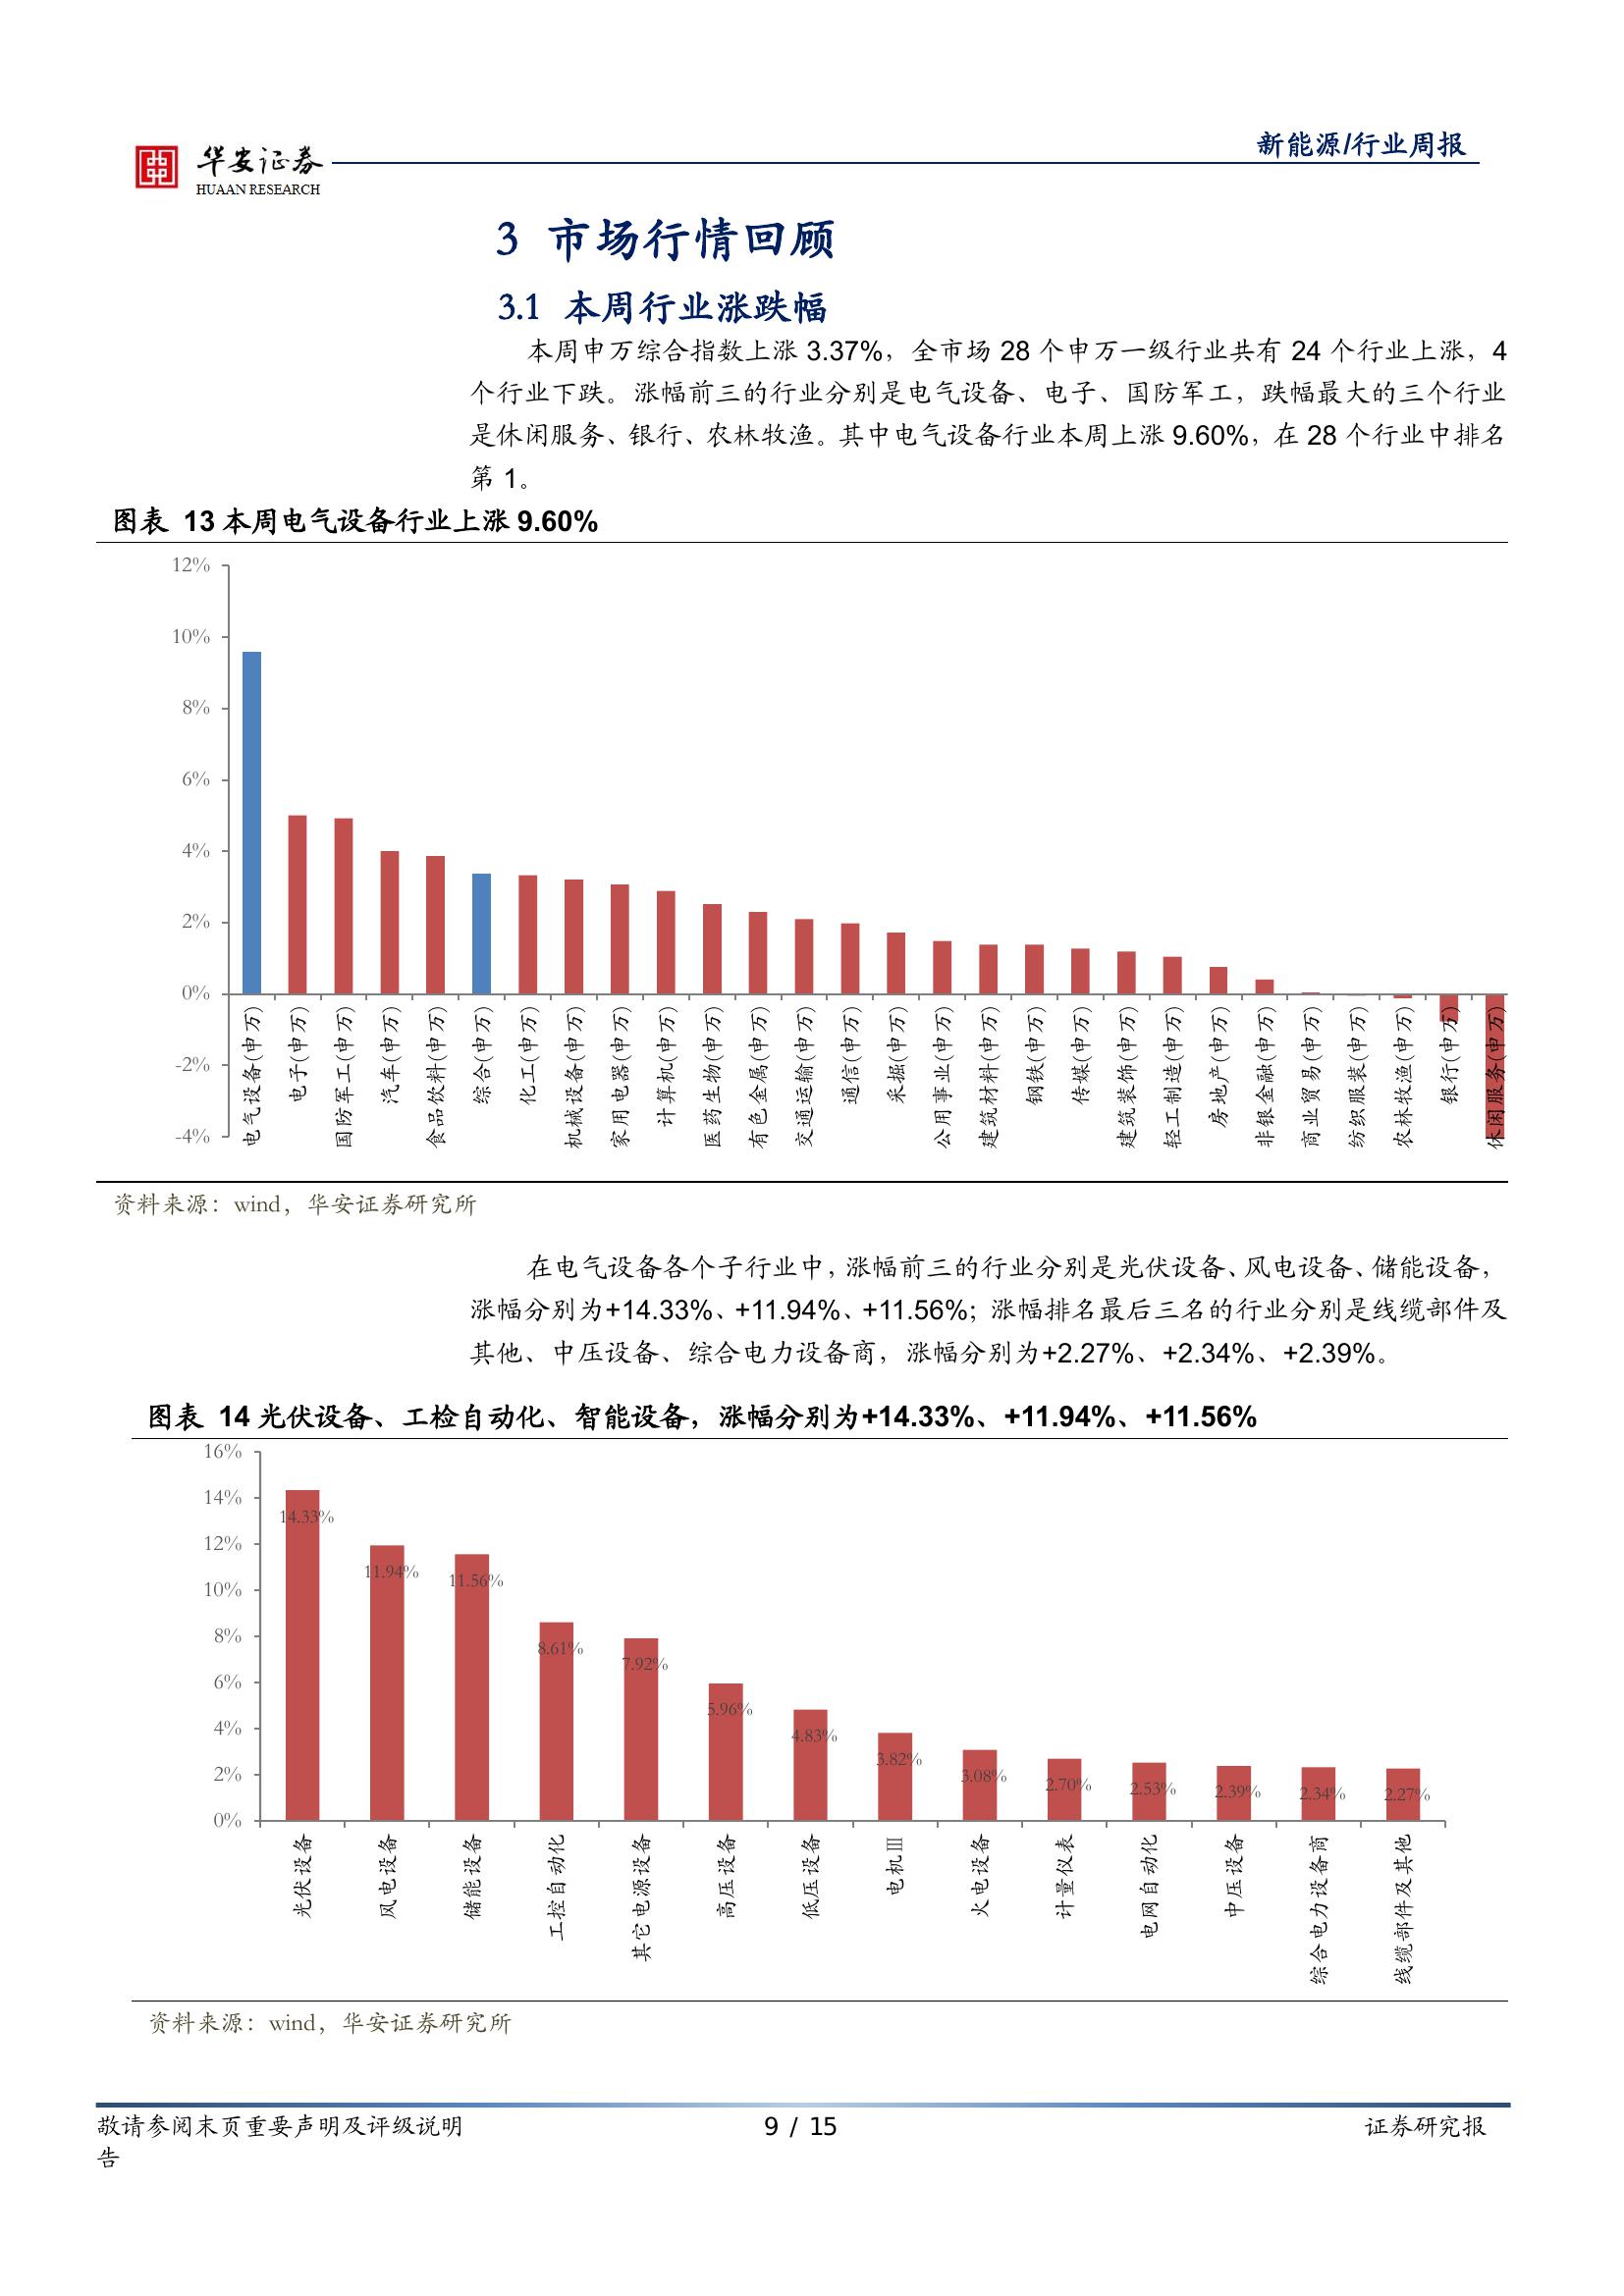 新能源/行业周报
华安证券
HUAAN RESEARCH
3 市场行情回顾
3.1 本周行业涨跌幅
本周申万综合指数上涨 3.37%，全市场 28 个申万一级行业共有 24 个行业上涨，4
个行业下跌。涨幅前三的行业分别是电气设备、电子、国防军工，跌幅最大的三个行业
是休闲服务、银行、农林牧渔。其中电气设备行业本周上涨 9.60%，在 28 个行业中排名
第 1。
图表 13 本周电气设备行业上涨 9.60%
12%
10%
8%
6%
4%
2%
0%
-2%
-4%
电气设备(申万)
电子(申万)
国防军工(申万)
汽车(申万)
食品饮料(申万)
综合(申万)
化工(申万)
机械设备(申万)
家用电器(申万)
计算机(申万)
医药生物(申万)
有色金属(申万)
交通运输(申万)
通信(申万)
采掘(申万)
公用事业(申万)
建筑材料(申万)
钢铁(申万)
传媒(申万)
建筑装饰(申万)
轻工制造(申万)
房地产(申万)
非银金融(申万)
商业贸易(申万)
纺织服装(申万)
农林牧渔(申万)
银行(申万)
休闲服务(申万)
资料来源：wind，华安证券研究所
在电气设备各个子行业中，涨幅前三的行业分别是光伏设备、风电设备、储能设备，
涨幅分别为+14.33%、+11.94%、+11.56%；涨幅排名最后三名的行业分别是线缆部件及
其他、中压设备、综合电力设备商，涨幅分别为+2.27%、+2.34%、+2.39%。
图表 14 光伏设备、工检自动化、智能设备，涨幅分别为+14.33%、+11.94%、+11.56%
16%
14%
12%
10%
8%
6%
4%
2%
0%
14.33%
11.94%
11.56%
8.61%
7.92%
5.96%
4.83%
3.82%
3.08%
2.70%
2.53%
2.39%
2.34%
2.27%
光伏设备
风电设备
储能设备
工控自动化
其它电源设备
高压设备
低压设备
电机Ⅲ
火电设备
计量仪表
电网自动化
中压设备
综合电力设备商
线缆部件及其他
资料来源：wind，华安证券研究所
敬请参阅末页重要声明及评级说明
9 / 15
证券研究报
告